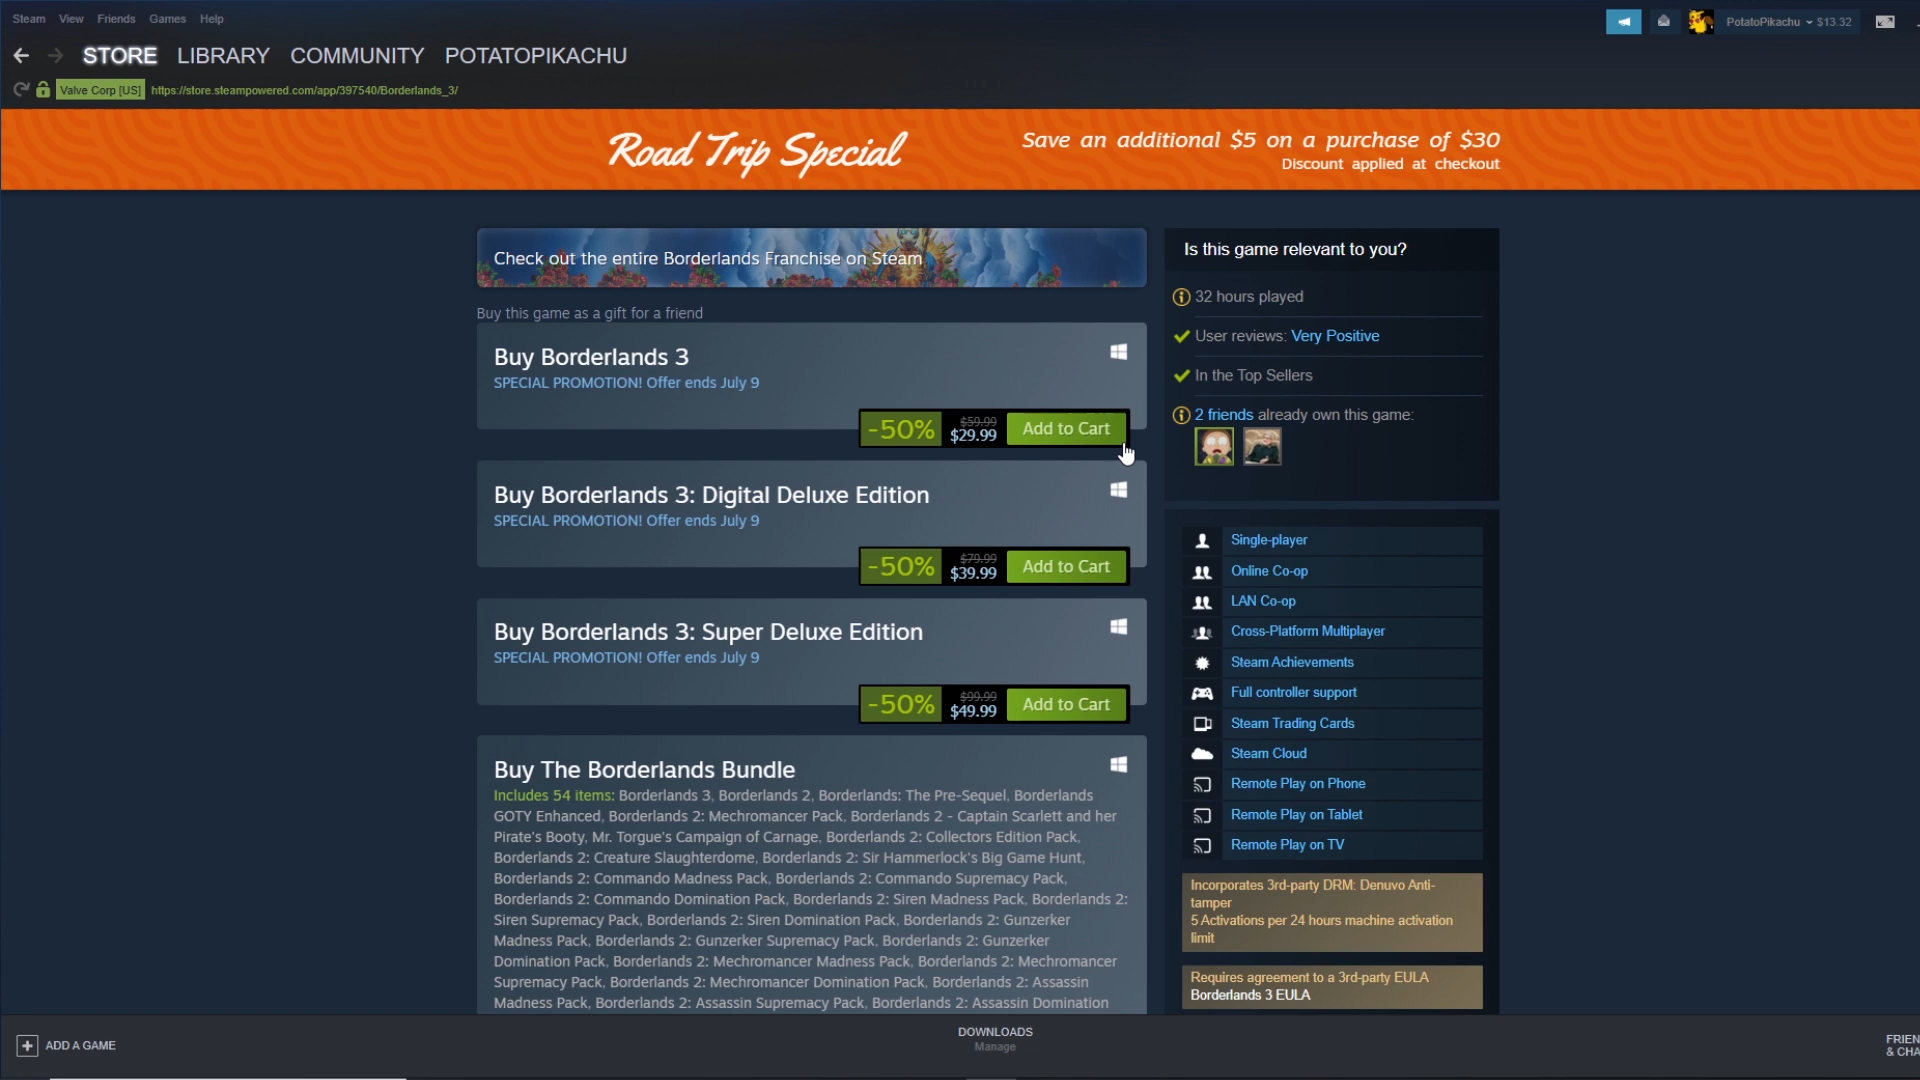 Steam View Friends Games Help
PotatoPikachu $13.32
STORE LIBRARY COMMUNITY POTATOPIKACHU
Valve Corp [US] https://store.steampowered.com/app/397540/Borderlands_3/
Road Trip Special
Save an additional $5 on a purchase of $30
Discount applied at checkout
Check out the entire Borderlands Franchise on Steam
Buy this game as a gift for a friend
Buy Borderlands 3
SPECIAL PROMOTION! Offer ends July 9
-50% $59.99 $29.99 Add to Cart
Buy Borderlands 3: Digital Deluxe Edition
SPECIAL PROMOTION! Offer ends July 9
-50% $79.99 $39.99 Add to Cart
Buy Borderlands 3: Super Deluxe Edition
SPECIAL PROMOTION! Offer ends July 9
-50% $99.99 $49.99 Add to Cart
Buy The Borderlands Bundle
Includes 54 items: Borderlands 3, Borderlands 2, Borderlands: The Pre-Sequel, Borderlands
GOTY Enhanced, Borderlands 2: Mechromancer Pack, Borderlands 2 - Captain Scarlett and her
Pirate's Booty, Mr. Torgue's Campaign of Carnage, Borderlands 2: Collectors Edition Pack,
Borderlands 2: Creature Slaughterdome, Borderlands 2: Sir Hammerlock's Big Game Hunt,
Borderlands 2: Commando Madness Pack, Borderlands 2: Commando Supremacy Pack,
Borderlands 2: Commando Domination Pack, Borderlands 2: Siren Madness Pack, Borderlands 2:
Siren Supremacy Pack, Borderlands 2: Siren Domination Pack, Borderlands 2: Gunzerker
Madness Pack, Borderlands 2: Gunzerker Supremacy Pack, Borderlands 2: Gunzerker
Domination Pack, Borderlands 2: Mechromancer Madness Pack, Borderlands 2: Mechromancer
Supremacy Pack, Borderlands 2: Mechromancer Domination Pack, Borderlands 2: Assassin
Madness Pack, Borderlands 2: Assassin Supremacy Pack, Borderlands 2: Assassin Domination
Is this game relevant to you?
32 hours played
User reviews: Very Positive
In the Top Sellers
2 friends already own this game:
Single-player
Online Co-op
LAN Co-op
Cross-Platform Multiplayer
Steam Achievements
Full controller support
Steam Trading Cards
Steam Cloud
Remote Play on Phone
Remote Play on Tablet
Remote Play on TV
Incorporates 3rd-party DRM: Denuvo Anti-
tamper
5 Activations per 24 hours machine activation
limit
Requires agreement to a 3rd-party EULA
Borderlands 3 EULA
ADD A GAME
DOWNLOADS
Manage
FRIEN
& CHA